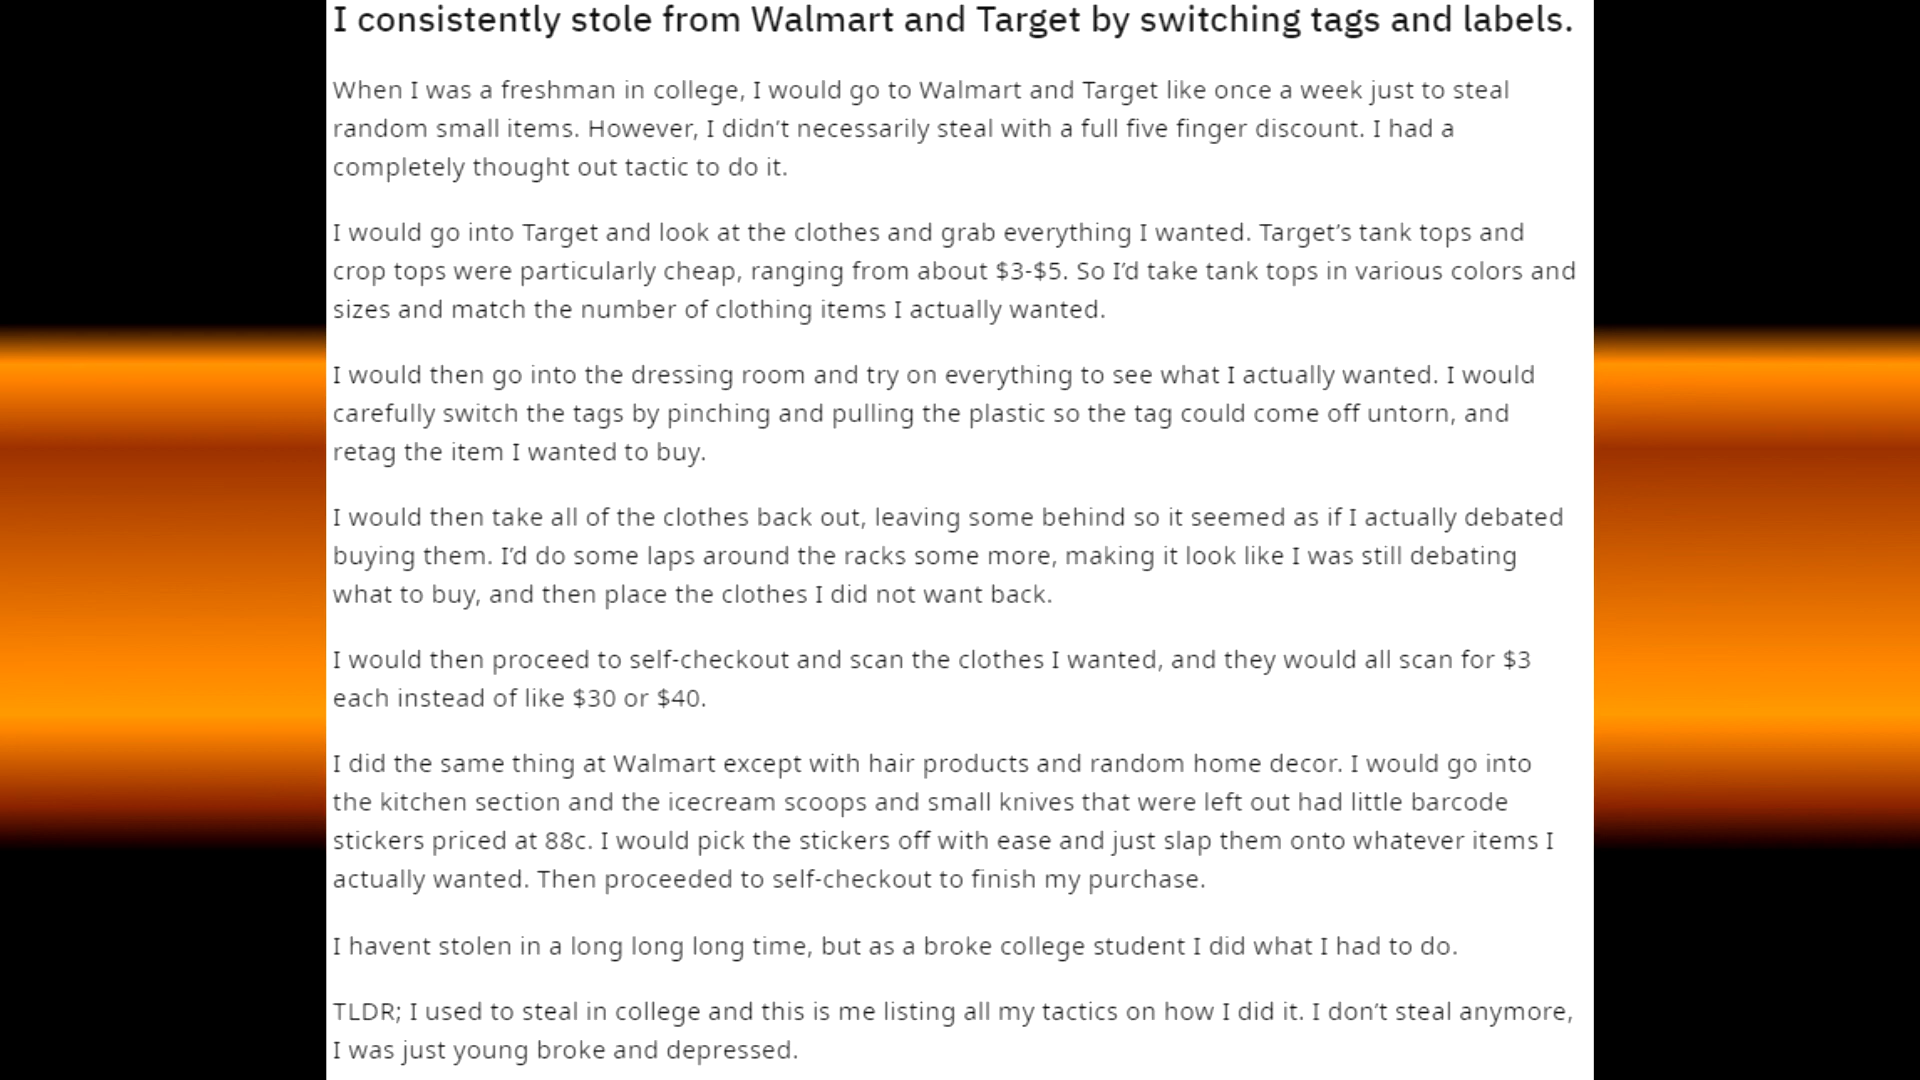 I consistently stole from Walmart and Target by switching tags and labels.
When I was a freshman in college, I would go to Walmart and Target like once a week just to steal
random small items. However, I didn’t necessarily steal with a full five finger discount. I had a
completely thought out tactic to do it.
I would go into Target and look at the clothes and grab everything I wanted. Target’s tank tops and
crop tops were particularly cheap, ranging from about $3-$5. So I’d take tank tops in various colors and
sizes and match the number of clothing items I actually wanted.
I would then go into the dressing room and try on everything to see what I actually wanted. I would
carefully switch the tags by pinching and pulling the plastic so the tag could come off untorn, and
retag the item I wanted to buy.
I would then take all of the clothes back out, leaving some behind so it seemed as if I actually debated
buying them. I’d do some laps around the racks some more, making it look like I was still debating
what to buy, and then place the clothes I did not want back.
I would then proceed to self-checkout and scan the clothes I wanted, and they would all scan for $3
each instead of like $30 or $40.
I did the same thing at Walmart except with hair products and random home decor. I would go into
the kitchen section and the icecream scoops and small knives that were left out had little barcode
stickers priced at 88c. I would pick the stickers off with ease and just slap them onto whatever items I
actually wanted. Then proceeded to self-checkout to finish my purchase.
I havent stolen in a long long long time, but as a broke college student I did what I had to do.
TLDR; I used to steal in college and this is me listing all my tactics on how I did it. I don’t steal anymore,
I was just young broke and depressed.